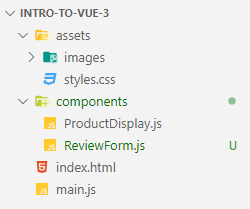 INTRO-TO-VUE-3
assets
images
styles.css
components
ProductDisplay.js
ReviewForm.js U
index.html
main.js